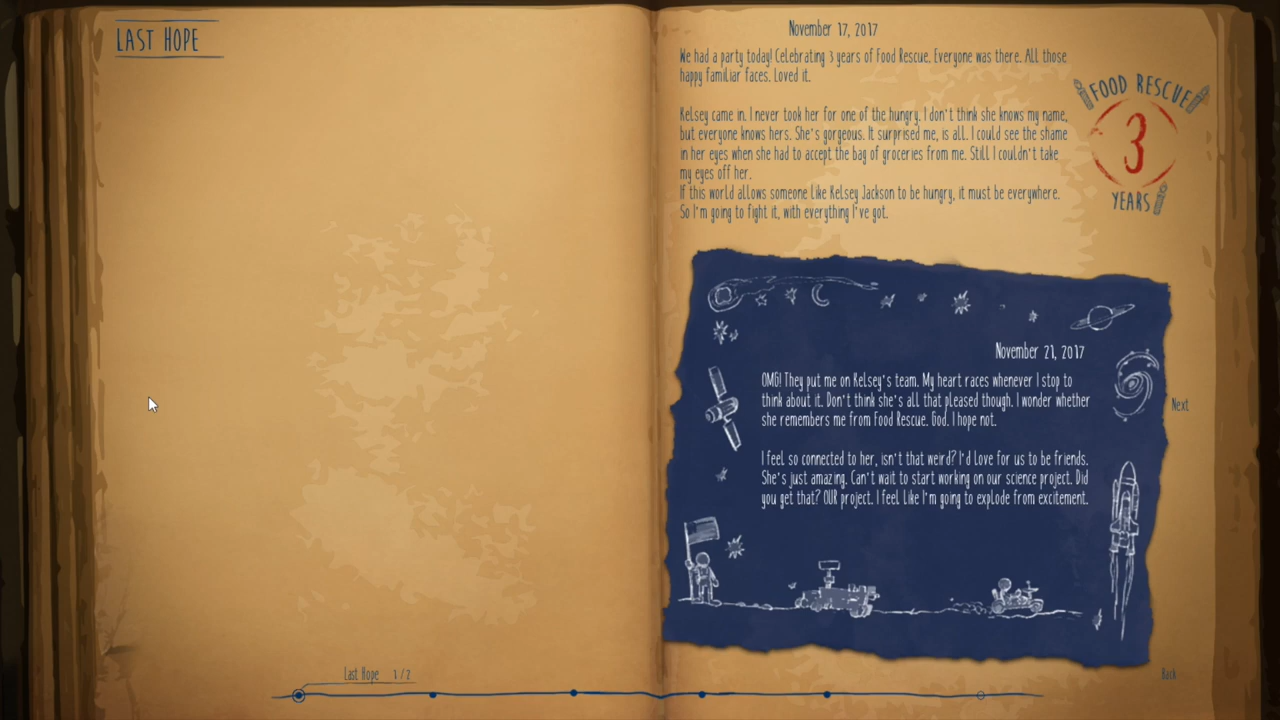 LAST HOPE
November 17, 2017
We had a party today! Celebrating 3 years of Food Rescue. Everyone was there. All those
happy familiar faces. Loved it.
Kelsey came in. I never took her for one of the hungry. I don't think she knows my name,
but everyone knows hers. She's gorgeous. It surprised me, is all. I could see the shame
in her eyes when she had to accept the bag of groceries from me. Still I couldn't take
my eyes off her.
If this world allows someone like Kelsey Jackson to be hungry, it must be everywhere.
So I'm going to fight it, with everything I've got.
FOOD RESCUE
3
YEARS
November 21, 2017
OMG! They put me on Kelsey's team. My heart races whenever I stop to
think about it. Don't think she's all that pleased though. I wonder whether
she remembers me from Food Rescue. God. I hope not.
I feel so connected to her, isn't that weird? I'd love for us to be friends.
She's just amazing. Can't wait to start working on our science project. Did
you get that? OUR project. I feel like I'm going to explode from excitement.
Next
Last Hope 1/2
Back